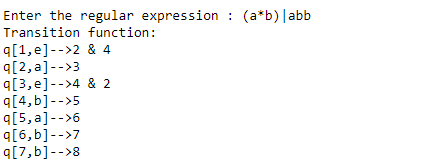 Enter the regular expression : (a*b)|abb
Transition function:
q[1,e]-->2 & 4
q[2,a]-->3
q[3,e]-->4 & 2
q[4,b]-->5
q[5,a]-->6
q[6,b]-->7
q[7,b]-->8